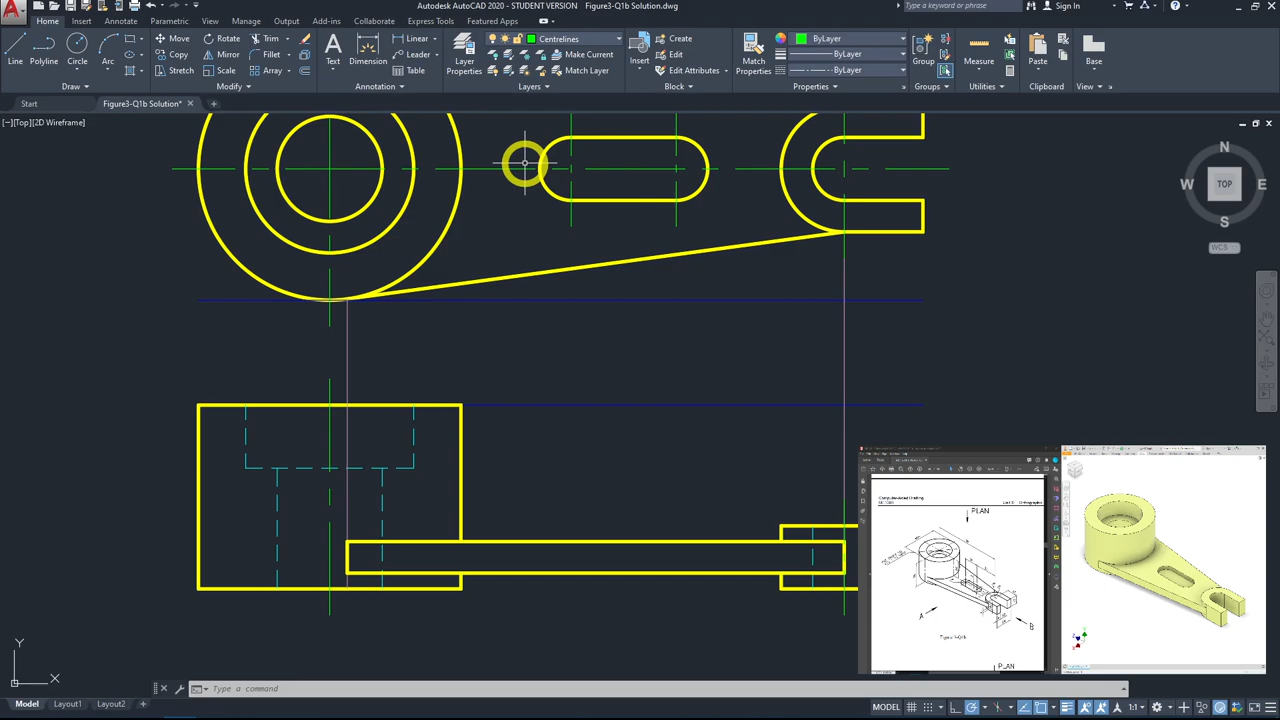 Autodesk AutoCAD 2020 - STUDENT VERSION Figure3-Q1b Solution.dwg
Type a keyword or phrase
Sign In
Home Insert Annotate Parametric View Manage Output Add-ins Collaborate Express Tools Featured Apps
Line
Polyline
Circle
Arc
Draw
Move
Rotate
Trim
Copy
Mirror
Fillet
Stretch
Scale
Array
Modify
Text
Dimension
Linear
Leader
Table
Annotation
Layer
Properties
Centrelines
Make Current
Match Layer
Layers
Insert
Create
Edit
Edit Attributes
Block
Match
Properties
ByLayer
ByLayer
ByLayer
Properties
Group
Groups
Measure
Utilities
Paste
Clipboard
Base
View
Start
Figure3-Q1b Solution*
[−][Top][2D Wireframe]
N
W
TOP
E
S
WCS
PLAN
A
B
PLAN
Y
X
Type a command
Model Layout1 Layout2
MODEL
1:1